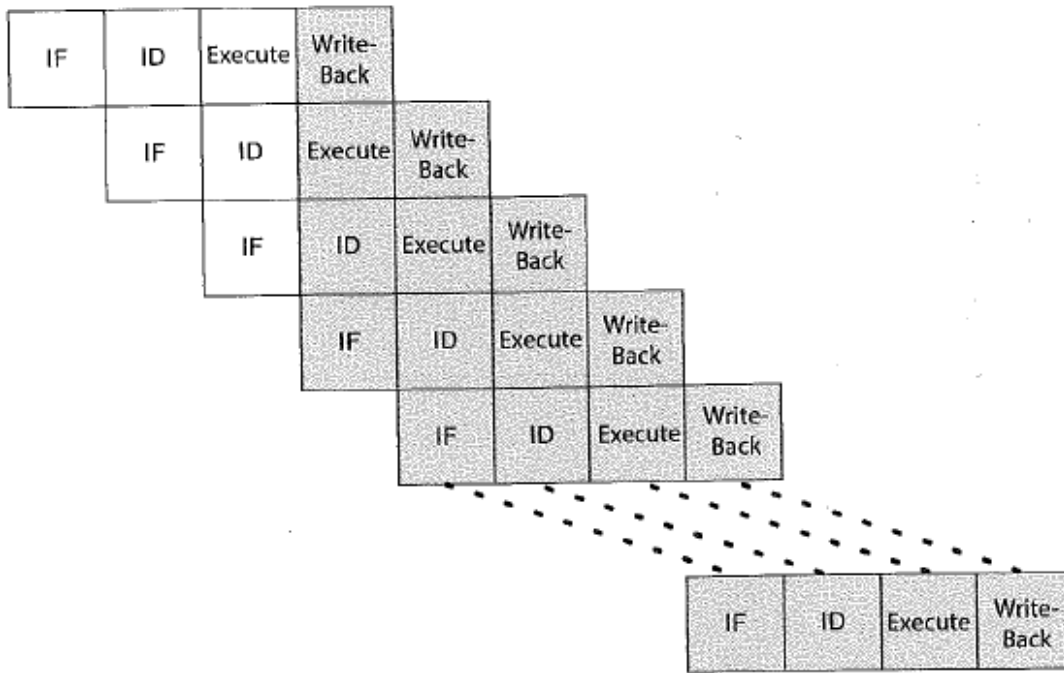 IF ID Execute Write-
Back
IF ID Execute Write-
Back
IF ID Execute Write-
Back
IF ID Execute Write-
Back
IF ID Execute Write-
Back
IF ID Execute Write-
Back